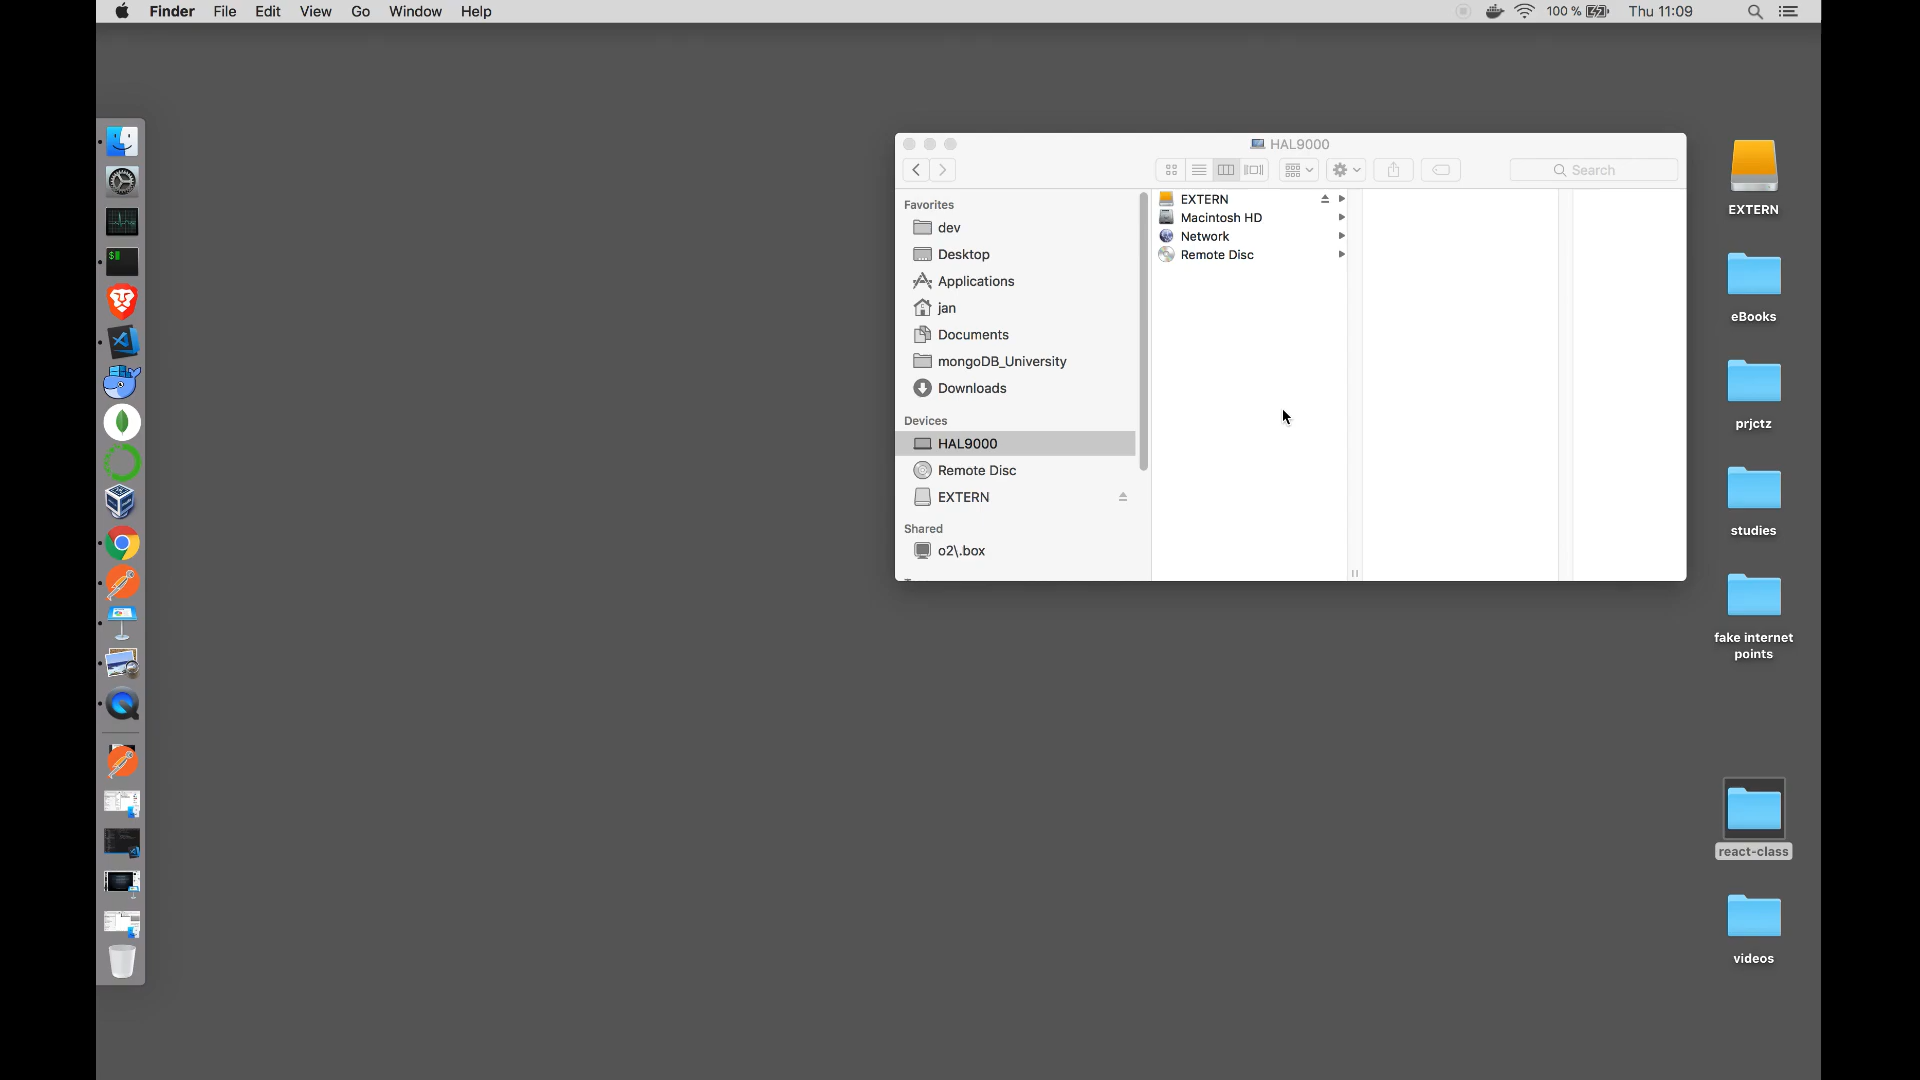 Finder File Edit View Go Window Help 100 % Thu 11:09
HAL9000
Search
Favorites
dev
Desktop
Applications
jan
Documents
mongoDB_University
Downloads
Devices
HAL9000
Remote Disc
EXTERN
Shared
o2\.box
EXTERN
Macintosh HD
Network
Remote Disc
EXTERN
eBooks
prjctz
studies
fake internet
points
react-class
videos